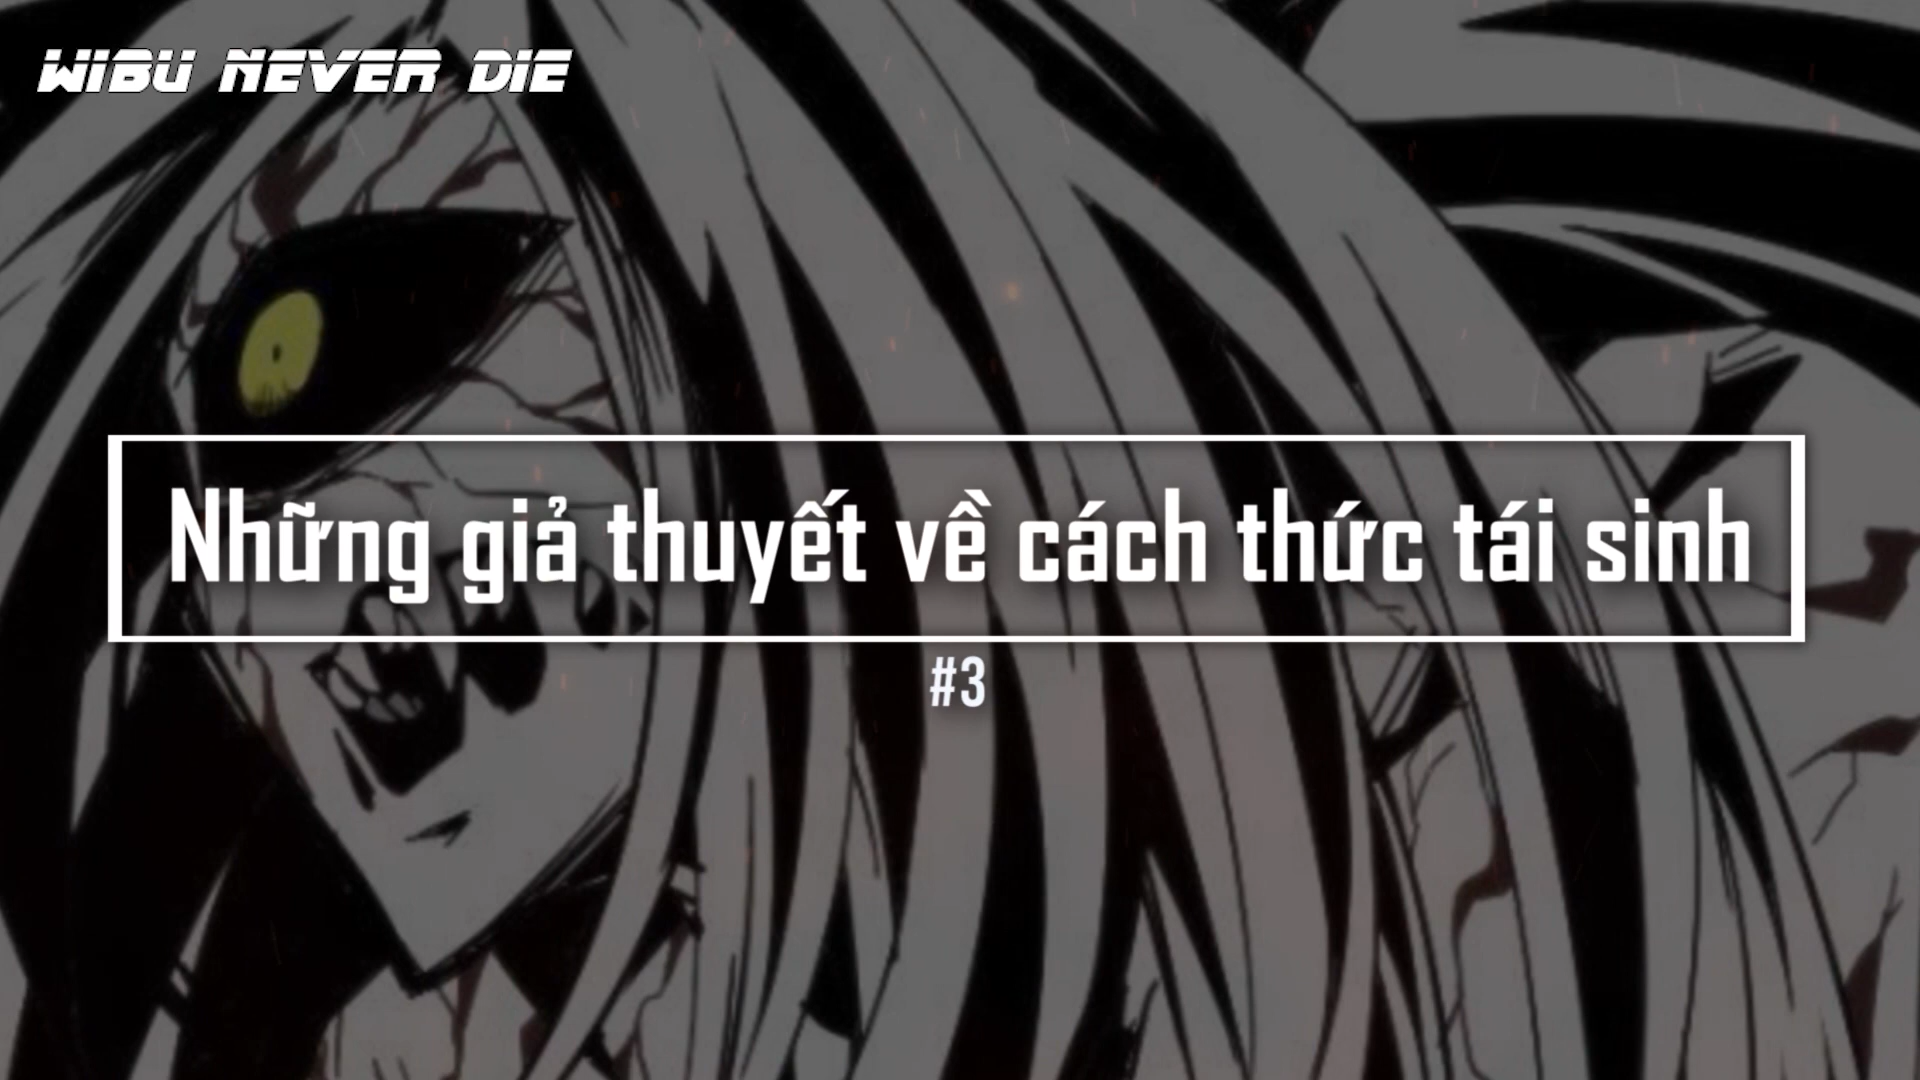 WIBU NEVER DIE
Những giả thuyết về cách thức tái sinh
#3